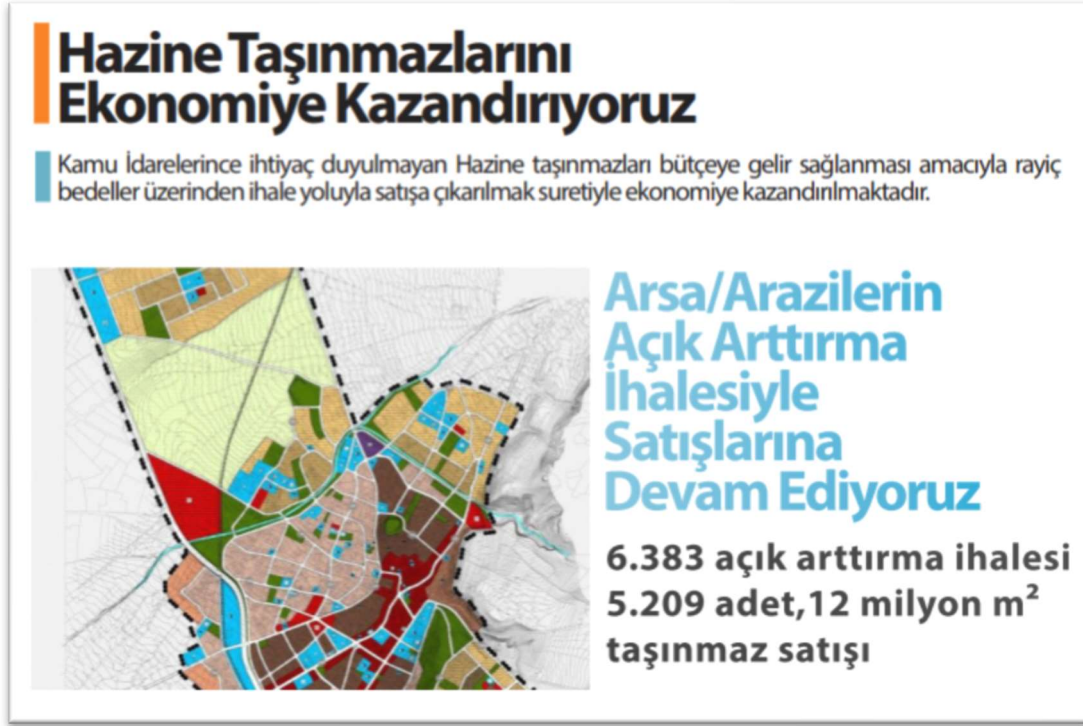 Hazine Taşınmazlarını
Ekonomiye Kazandırıyoruz
Kamu İdarelerince ihtiyaç duyulmayan Hazine taşınmazları bütçeye gelir sağlanması amacıyla rayiç
bedeller üzerinden ihale yoluyla satışa çıkarılmak suretiyle ekonomiye kazandırılmaktadır.
Arsa/Arazilerin
Açık Arttırma
İhalesiyle
Satışlarına
Devam Ediyoruz
6.383 açık arttırma ihalesi
5.209 adet,12 milyon m²
taşınmaz satışı